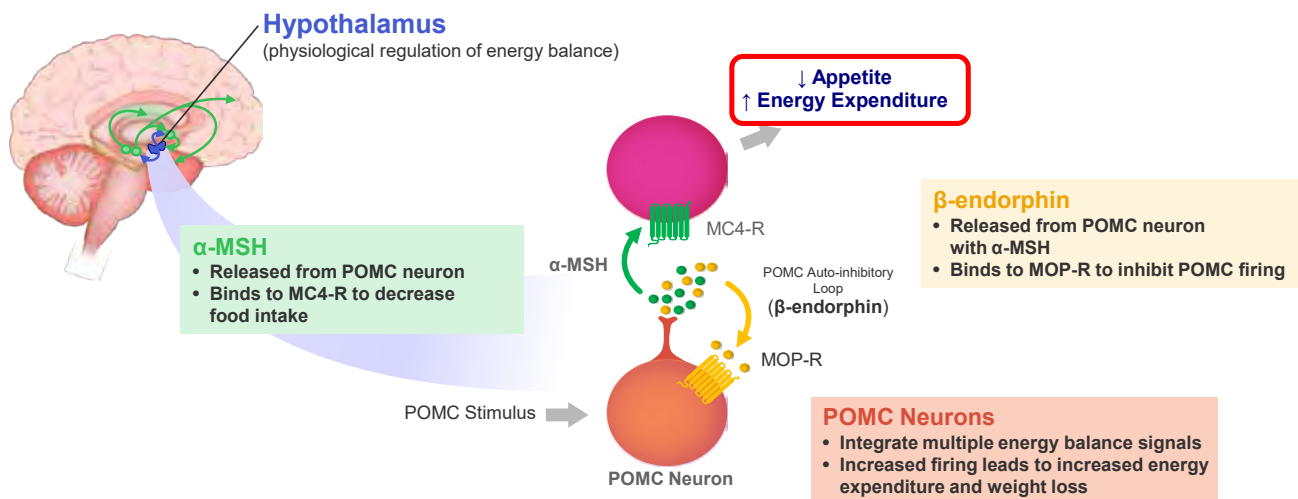 Hypothalamus
(physiological regulation of energy balance)
↓ Appetite
↑ Energy Expenditure
α-MSH
• Released from POMC neuron
• Binds to MC4-R to decrease
food intake
MC4-R
α-MSH
POMC Auto-inhibitory
Loop
(β-endorphin)
MOP-R
β-endorphin
• Released from POMC neuron
with α-MSH
• Binds to MOP-R to inhibit POMC firing
POMC Stimulus
POMC Neuron
POMC Neurons
• Integrate multiple energy balance signals
• Increased firing leads to increased energy
expenditure and weight loss